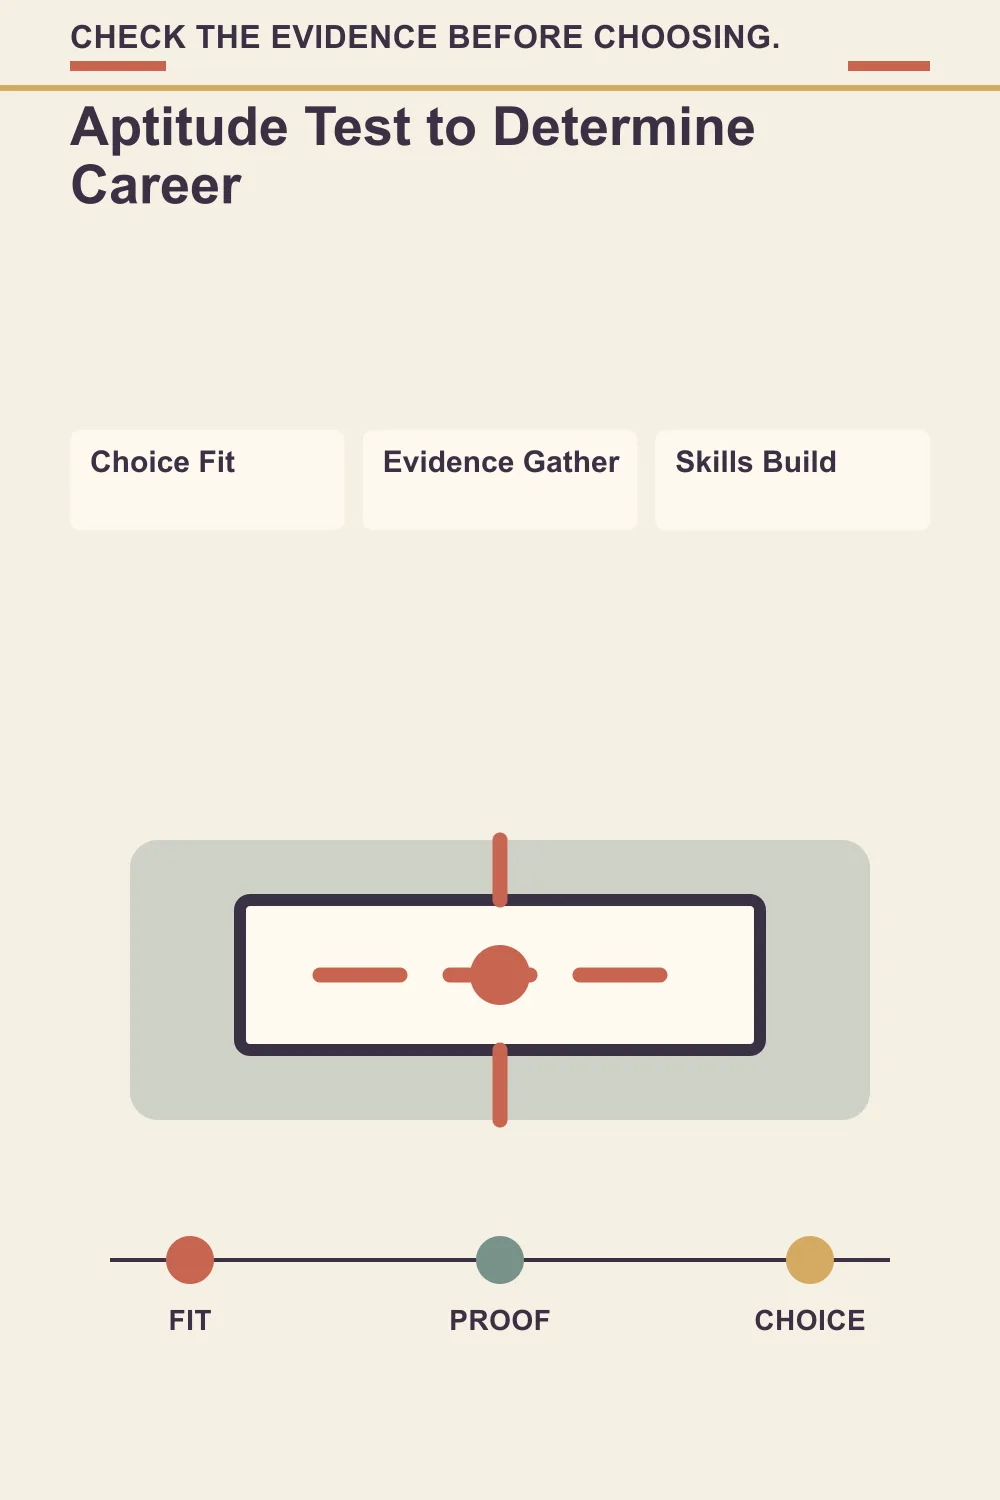 CHECK THE EVIDENCE BEFORE CHOOSING.
Aptitude Test to Determine
Career
Choice Fit
Evidence Gather
Skills Build
FIT
PROOF
CHOICE